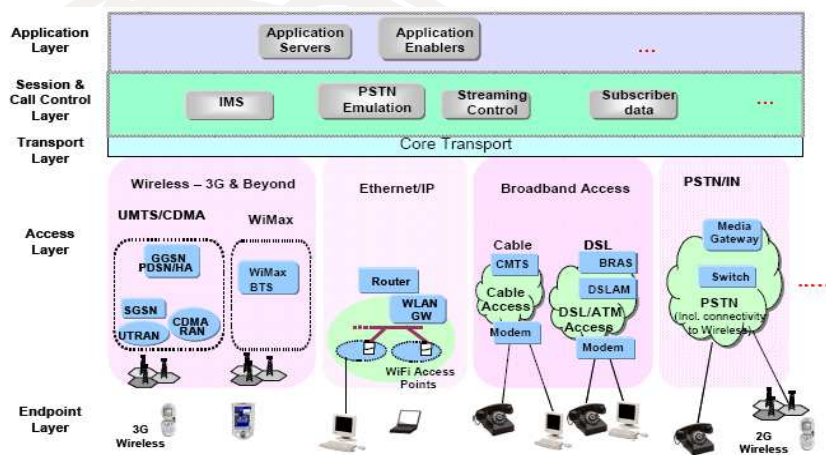 Application
Layer
Application
Servers
Application
Enablers
...
Session &
Call Control
Layer
IMS
PSTN
Emulation
Streaming
Control
Subscriber
data
...
Transport
Layer
Core Transport
Access
Layer
Wireless – 3G & Beyond
UMTS/CDMA
WiMax
GGSN
PDSN/HA
SGSN
UTRAN
CDMA
RAN
WiMax
BTS
Ethernet/IP
Router
WLAN
GW
WiFi Access
Points
Broadband Access
Cable
CMTS
Cable
Access
Modem
DSL
BRAS
DSLAM
DSL/ATM
Access
Modem
PSTN/IN
Media
Gateway
Switch
PSTN
(Incl. connectivity
to Wireless)
Endpoint
Layer
3G
Wireless
2G
Wireless